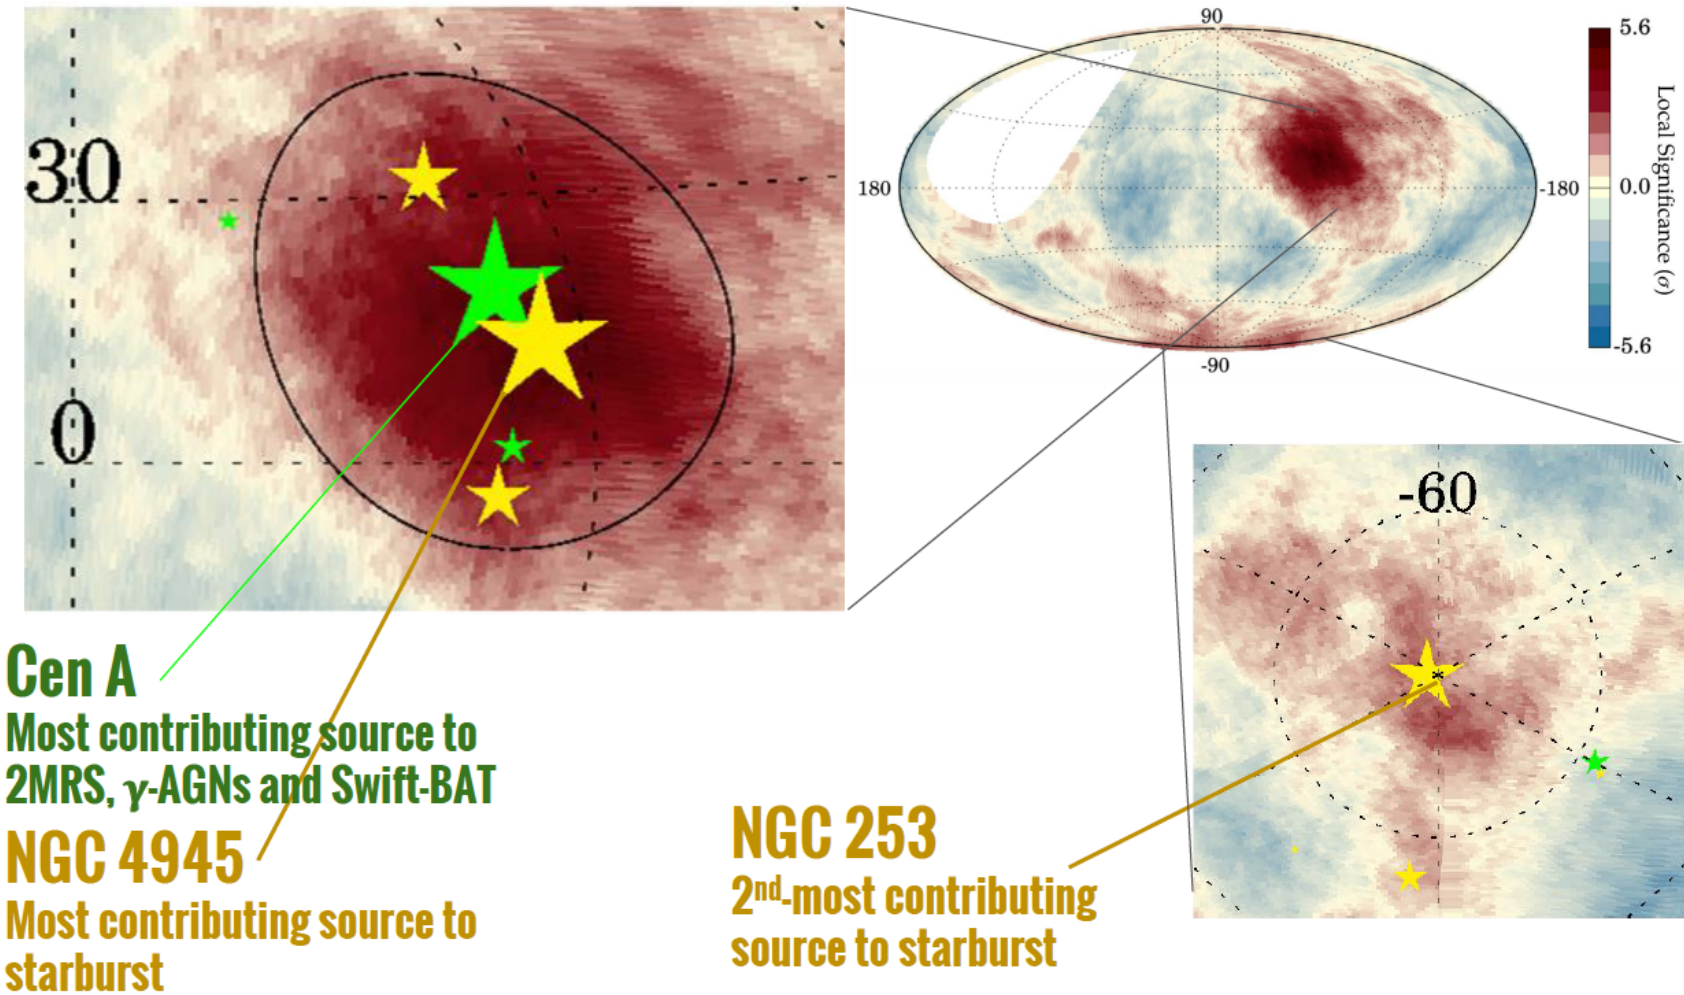 30
0
90
180
-180
-90
5.6
0.0
-5.6
Local Significance (σ)
-60
Cen A
Most contributing source to
2MRS, γ-AGNs and Swift-BAT
NGC 4945
Most contributing source to
starburst
NGC 253
2nd-most contributing
source to starburst